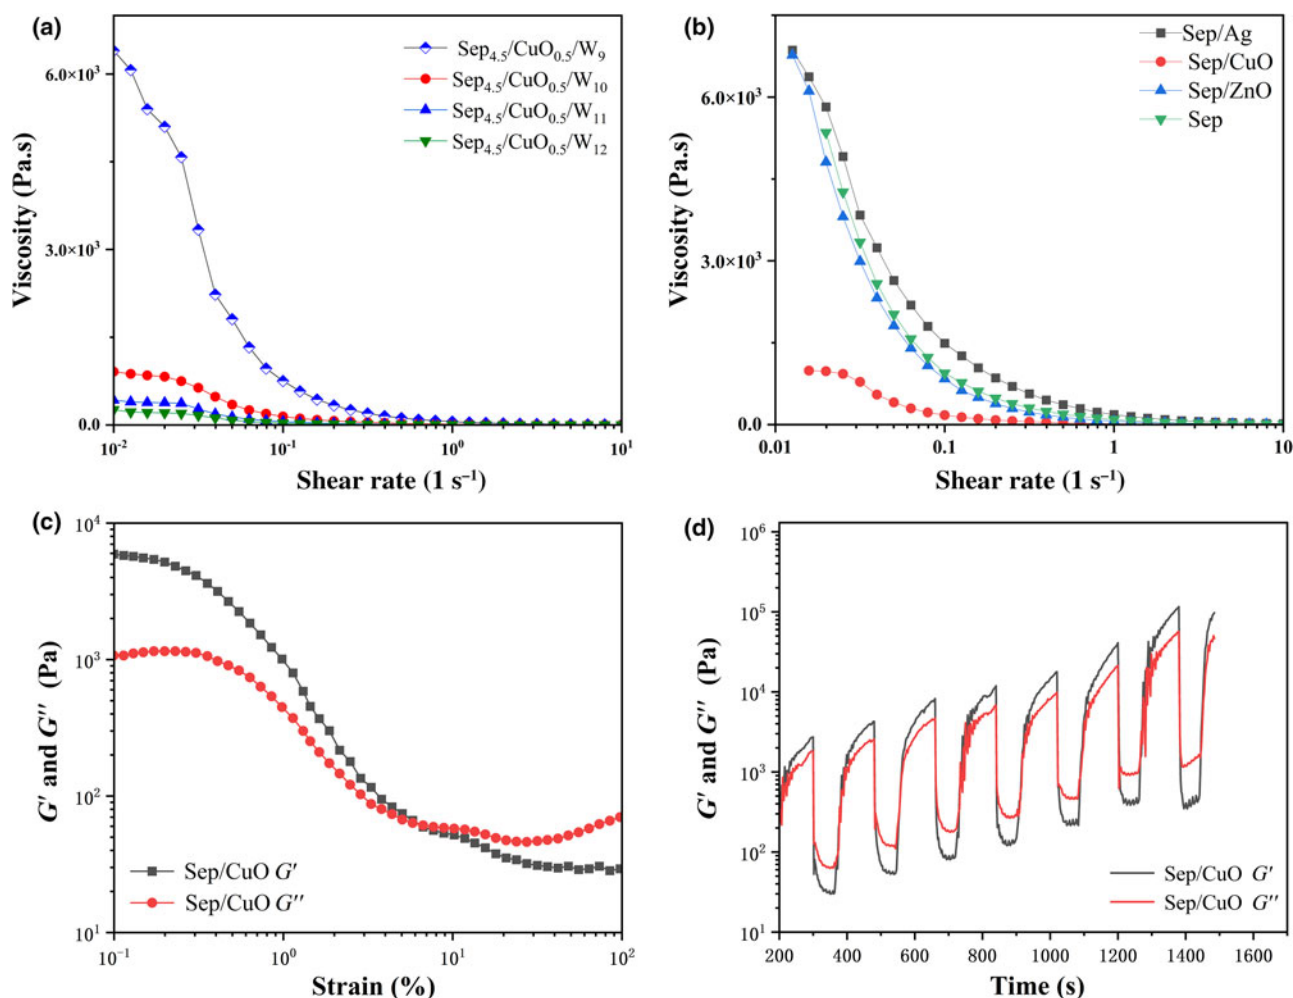 (a)
Sep4.5/CuO0.5/W9
Sep4.5/CuO0.5/W10
Sep4.5/CuO0.5/W11
Sep4.5/CuO0.5/W12
6.0×10³
3.0×10³
0.0
Viscosity (Pa.s)
10⁻² 10⁻¹ 10⁰ 10¹
Shear rate (1 s⁻¹)
(b)
Sep/Ag
Sep/CuO
Sep/ZnO
Sep
6.0×10³
3.0×10³
0.0
Viscosity (Pa.s)
0.01 0.1 1 10
Shear rate (1 s⁻¹)
(c)
10⁴
10³
10²
10¹
G′ and G′′ (Pa)
Sep/CuO G′
Sep/CuO G′′
10⁻¹ 10⁰ 10¹ 10²
Strain (%)
(d)
10⁶
10⁵
10⁴
10³
10²
10¹
G′ and G′′ (Pa)
Sep/CuO G′
Sep/CuO G′′
200 400 600 800 1000 1200 1400 1600
Time (s)